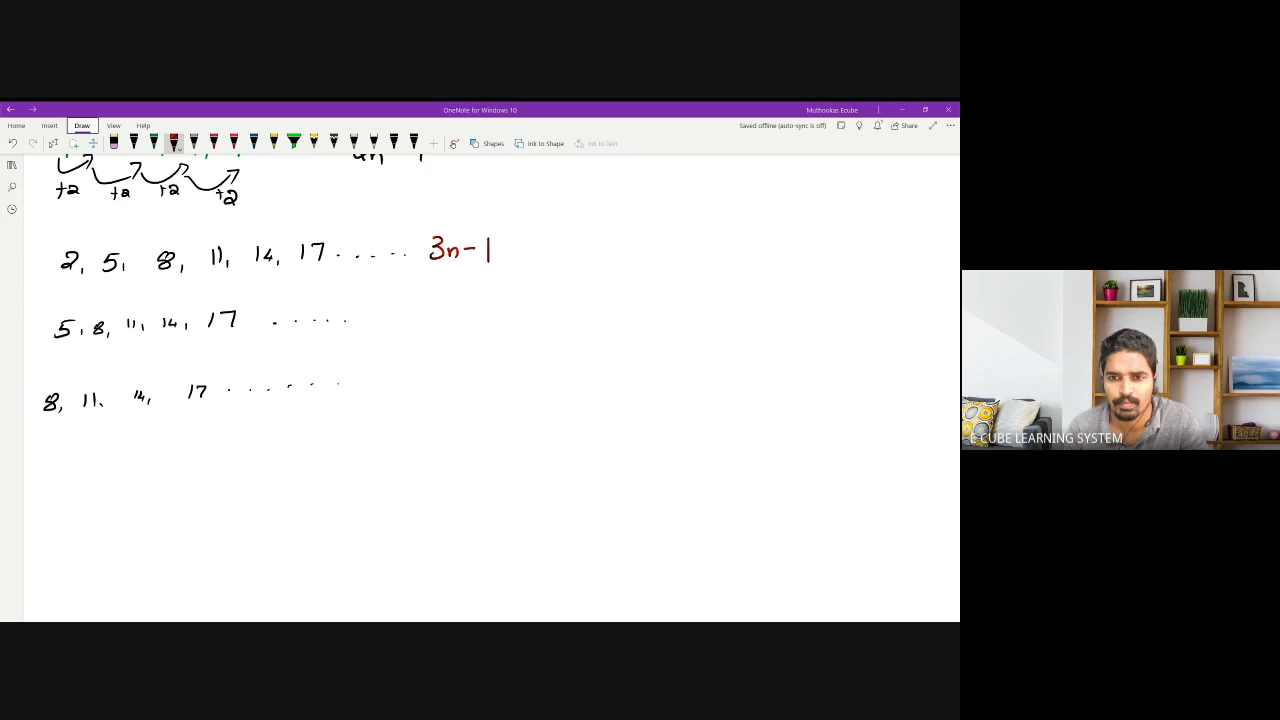 OneNote for Windows 10
Muthookas Ecube
Home Insert Draw View Help
Saved offline (auto-sync is off)
Share
Shapes
Ink to Shape
Ink to Text
+2 +2 +2 +2
2, 5, 8, 11, 14, 17 ..... 3n-1
5, 8, 11, 14, 17 .....
8, 11, 14, 17 ......
E CUBE LEARNING SYSTEM